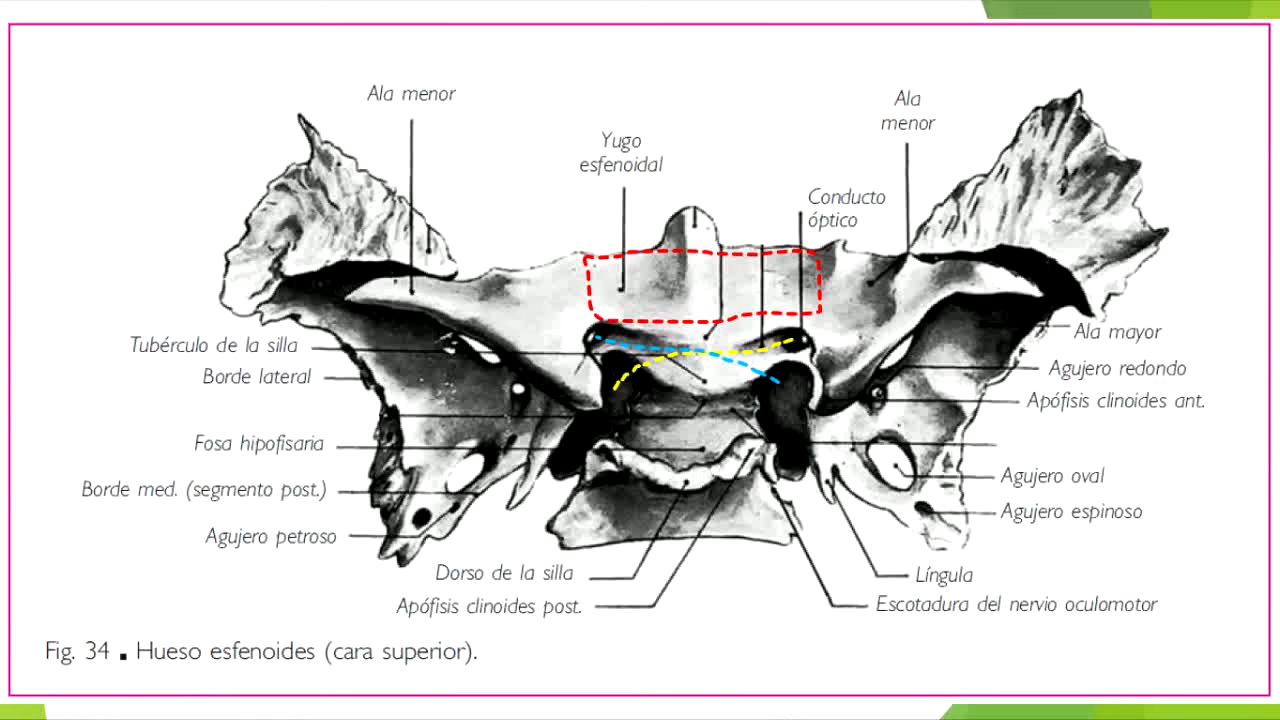 Ala menor
Ala
menor
Yugo
esfenoidal
Conducto
óptico
Tubérculo de la silla
Borde lateral
Fosa hipofisaria
Borde med. (segmento post.)
Agujero petroso
Dorso de la silla
Apófisis clinoides post.
Ala mayor
Agujero redondo
Apófisis clinoides ant.
Agujero oval
Agujero espinoso
Língula
Escotadura del nervio oculomotor
Fig. 34 ▪ Hueso esfenoides (cara superior).